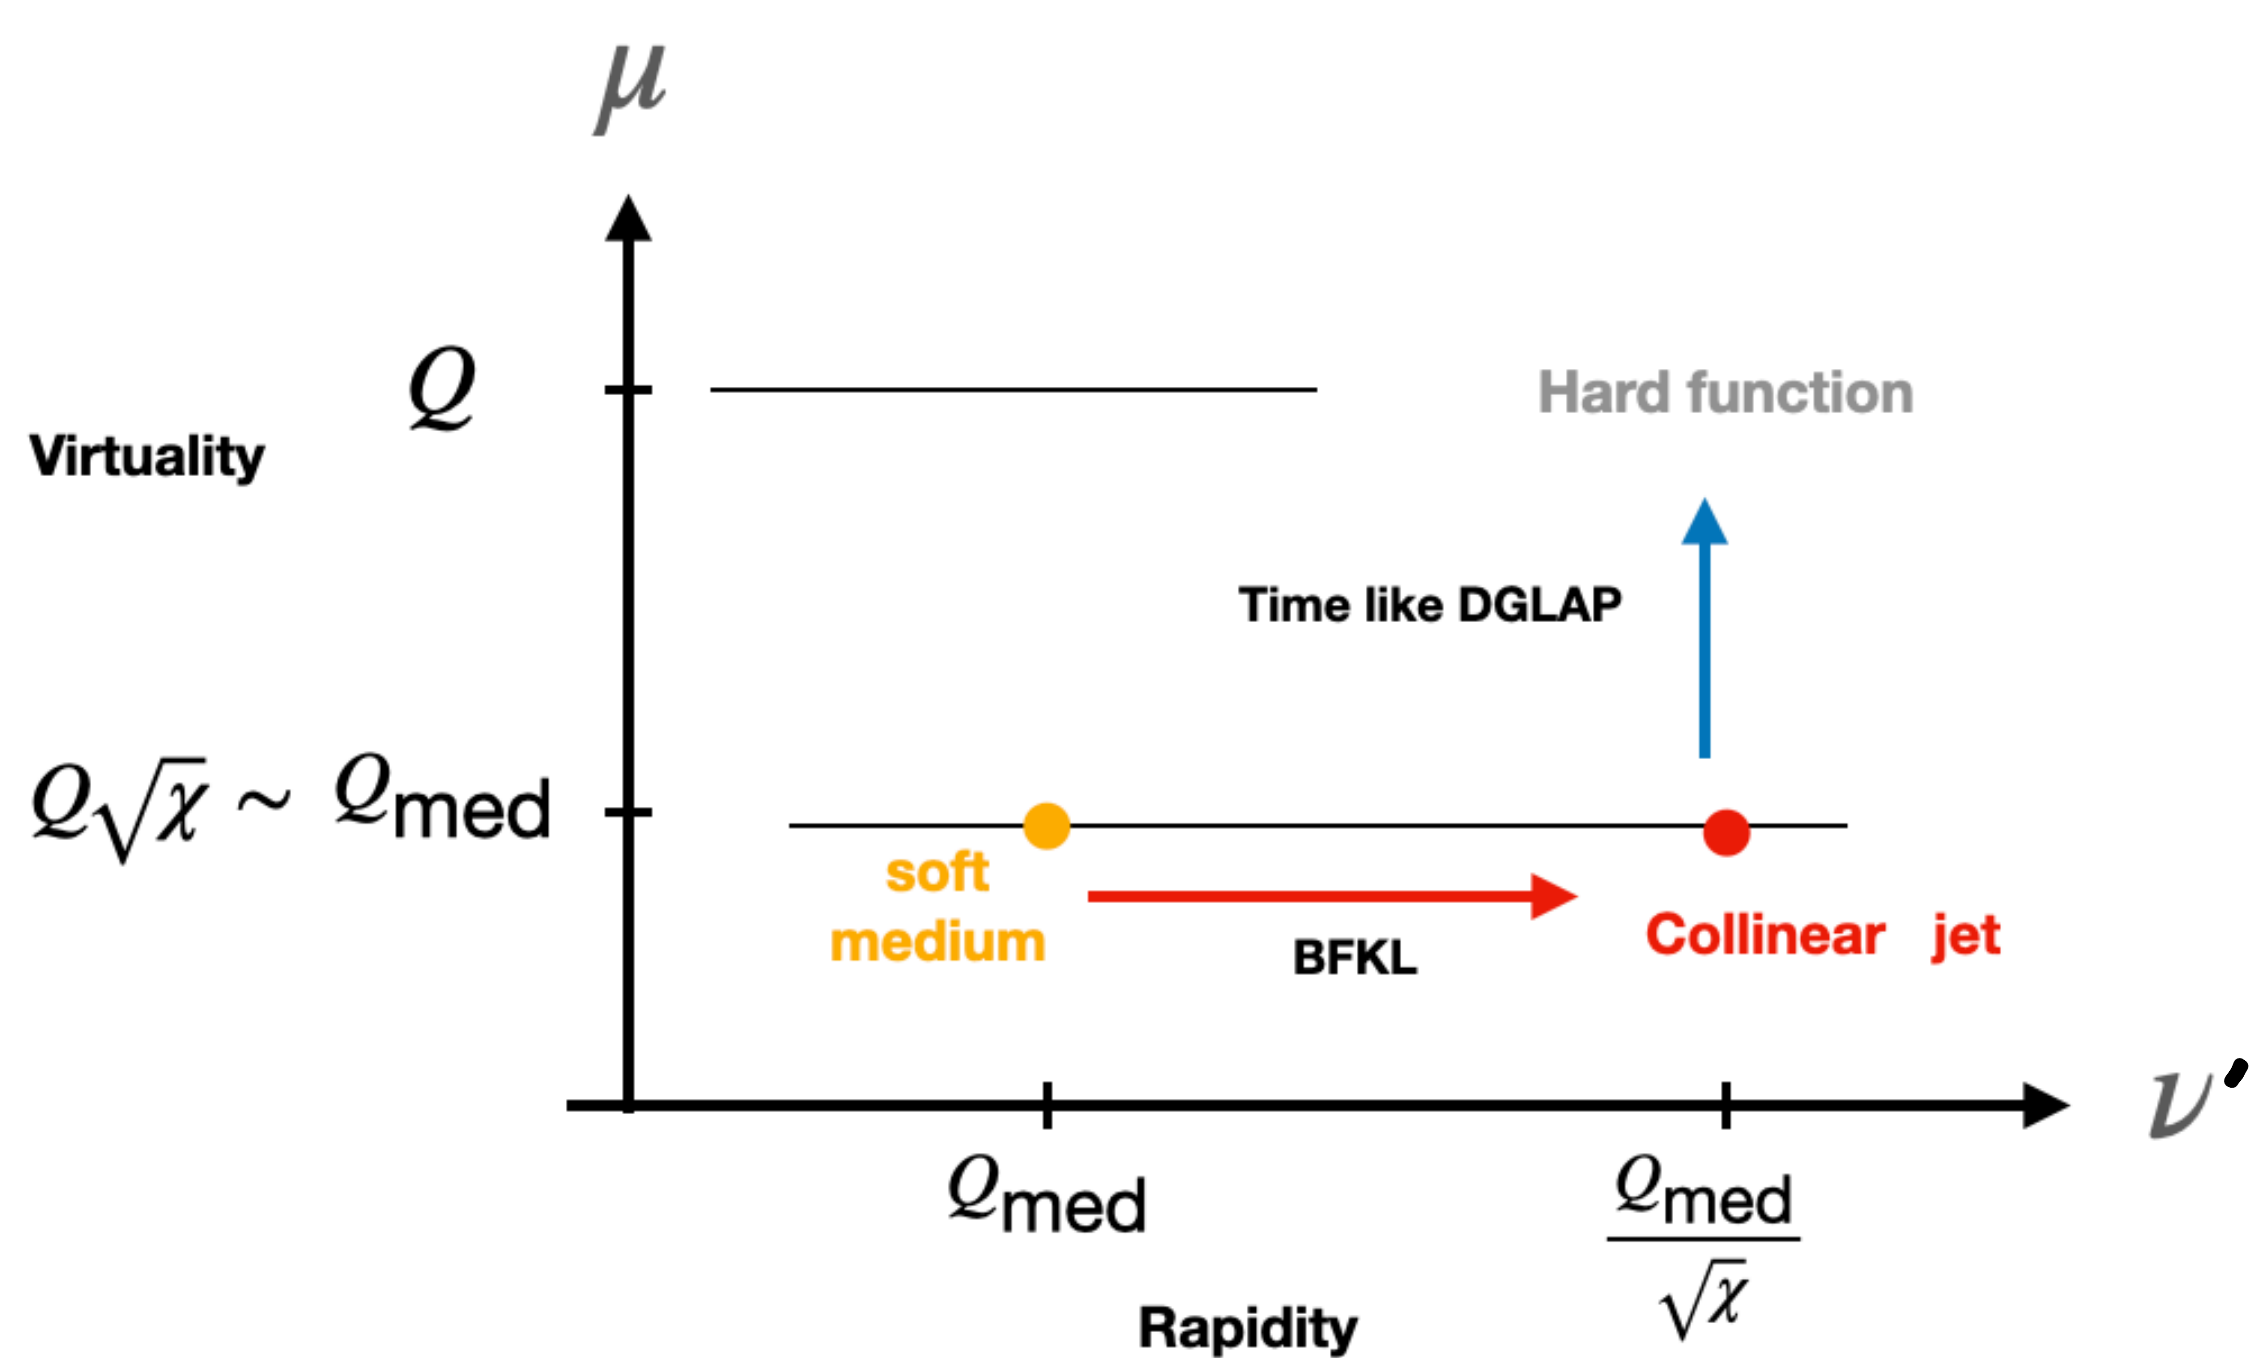 μ
Q
Hard function
Virtuality
Time like DGLAP
Q√χ ~ Qmed
soft
medium
Collinear jet
BFKL
ν’
Qmed
Qmed
√χ
Rapidity